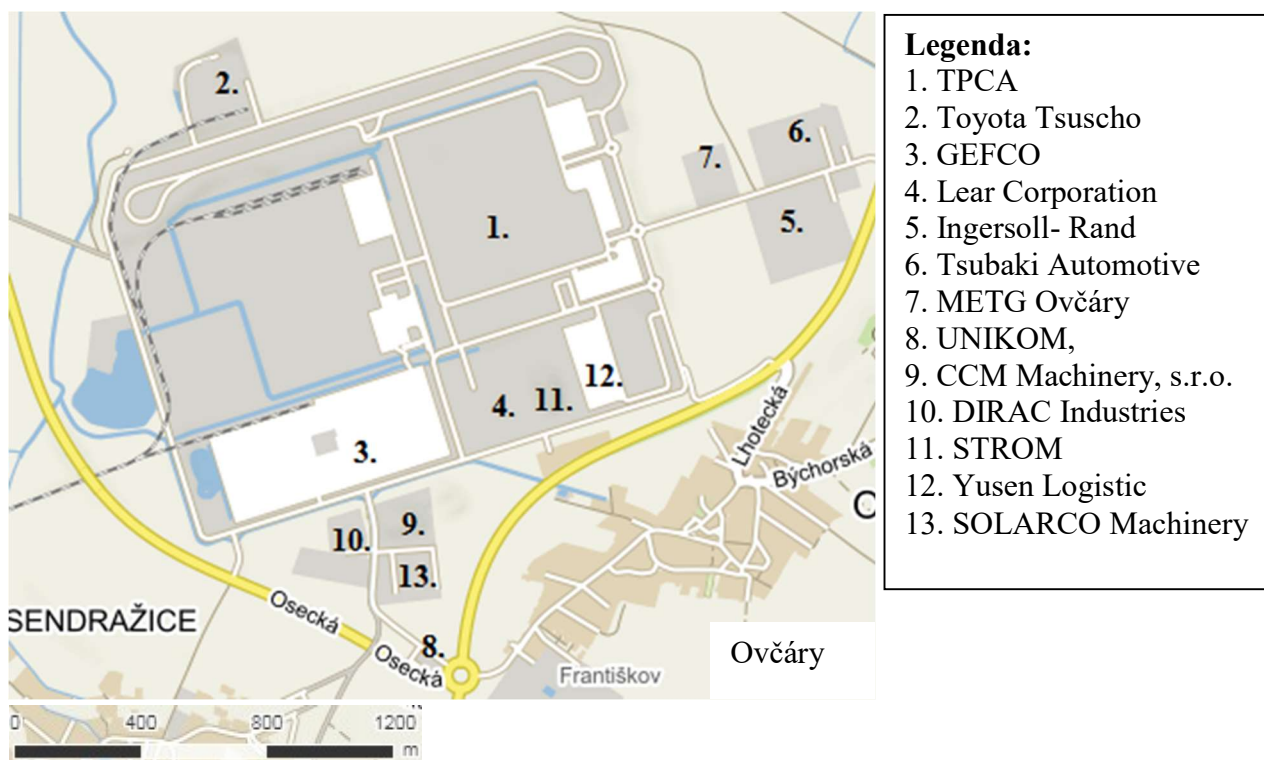 2.
6.
7.
1.
5.
12.
4.
11.
3.
Lhotecká
Býchorská
9.
10.
13.
Osecká
SENDRAŽICE
8.
Osecká
Ovčáry
Františkov
0 400 800 1200
m
Legenda:
1. TPCA
2. Toyota Tsuscho
3. GEFCO
4. Lear Corporation
5. Ingersoll- Rand
6. Tsubaki Automotive
7. METG Ovčáry
8. UNIKOM,
9. CCM Machinery, s.r.o.
10. DIRAC Industries
11. STROM
12. Yusen Logistic
13. SOLARCO Machinery